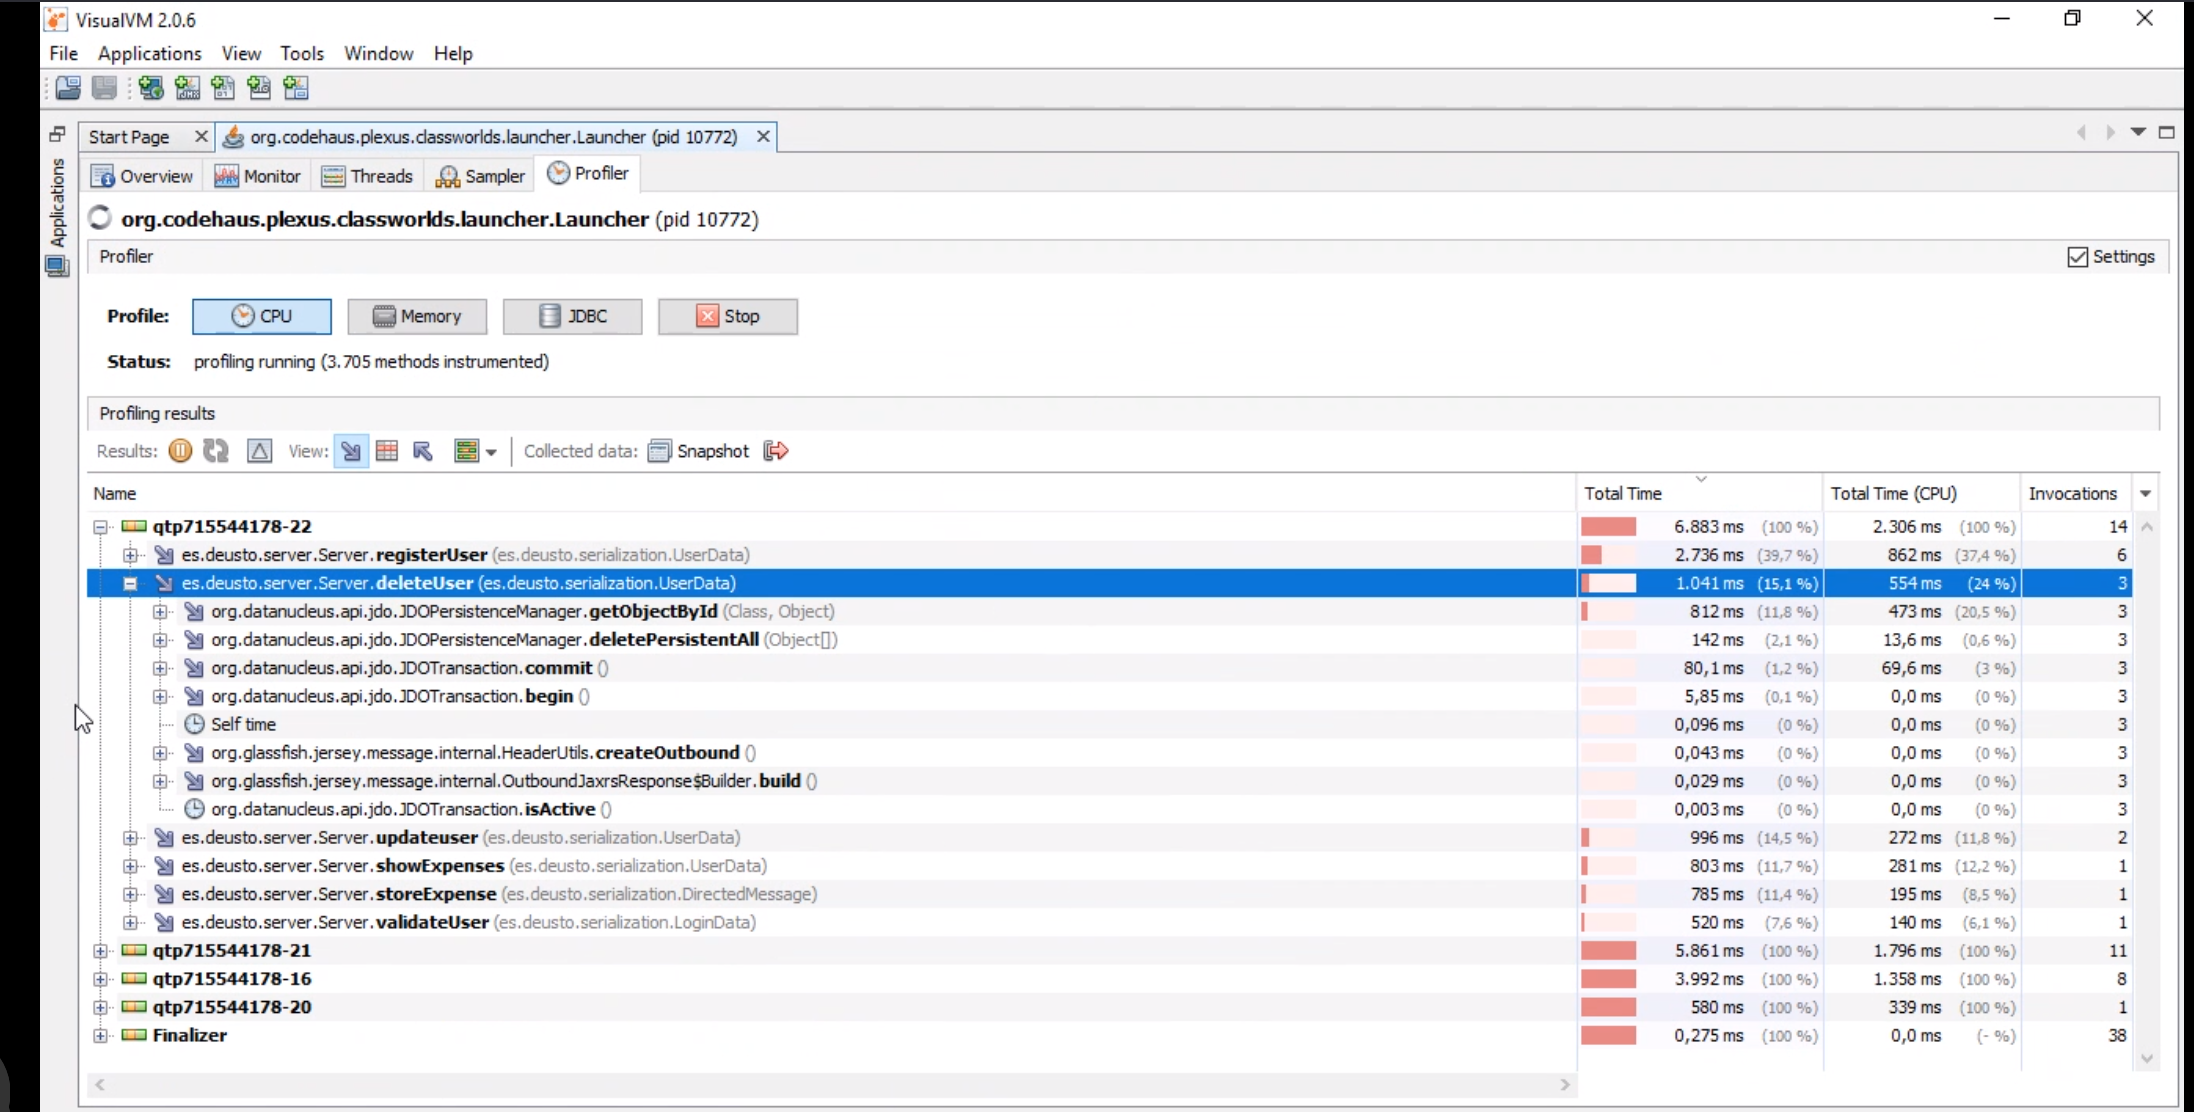 VisualVM 2.0.6
File Applications View Tools Window Help
Start Page org.codehaus.plexus.classworlds.launcher.Launcher (pid 10772)
Applications
Overview Monitor Threads Sampler Profiler
org.codehaus.plexus.classworlds.launcher.Launcher (pid 10772)
Profiler Settings
Profile: CPU Memory JDBC Stop
Status: profiling running (3.705 methods instrumented)
Profiling results
Results: View: Collected data: Snapshot
Name Total Time Total Time (CPU) Invocations
qtp715544178-22 6.883 ms (100 %) 2.306 ms (100 %) 14
es.deusto.server.Server.registerUser (es.deusto.serialization.UserData) 2.736 ms (39,7 %) 862 ms (37,4 %) 6
es.deusto.server.Server.deleteUser (es.deusto.serialization.UserData) 1.041 ms (15,1 %) 554 ms (24 %) 3
org.datanucleus.api.jdo.JDOPersistenceManager.getObjectById (Class, Object) 812 ms (11,8 %) 473 ms (20,5 %) 3
org.datanucleus.api.jdo.JDOPersistenceManager.deletePersistentAll (Object[]) 142 ms (2,1 %) 13,6 ms (0,6 %) 3
org.datanucleus.api.jdo.JDOTransaction.commit () 80,1 ms (1,2 %) 69,6 ms (3 %) 3
org.datanucleus.api.jdo.JDOTransaction.begin () 5,85 ms (0,1 %) 0,0 ms (0 %) 3
Self time 0,096 ms (0 %) 0,0 ms (0 %) 3
org.glassfish.jersey.message.internal.HeaderUtils.createOutbound () 0,043 ms (0 %) 0,0 ms (0 %) 3
org.glassfish.jersey.message.internal.OutboundJaxrsResponse$Builder.build () 0,029 ms (0 %) 0,0 ms (0 %) 3
org.datanucleus.api.jdo.JDOTransaction.isActive () 0,003 ms (0 %) 0,0 ms (0 %) 3
es.deusto.server.Server.updateuser (es.deusto.serialization.UserData) 996 ms (14,5 %) 272 ms (11,8 %) 2
es.deusto.server.Server.showExpenses (es.deusto.serialization.UserData) 803 ms (11,7 %) 281 ms (12,2 %) 1
es.deusto.server.Server.storeExpense (es.deusto.serialization.DirectedMessage) 785 ms (11,4 %) 195 ms (8,5 %) 1
es.deusto.server.Server.validateUser (es.deusto.serialization.LoginData) 520 ms (7,6 %) 140 ms (6,1 %) 1
qtp715544178-21 5.861 ms (100 %) 1.796 ms (100 %) 11
qtp715544178-16 3.992 ms (100 %) 1.358 ms (100 %) 8
qtp715544178-20 580 ms (100 %) 339 ms (100 %) 1
Finalizer 0,275 ms (100 %) 0,0 ms (- %) 38